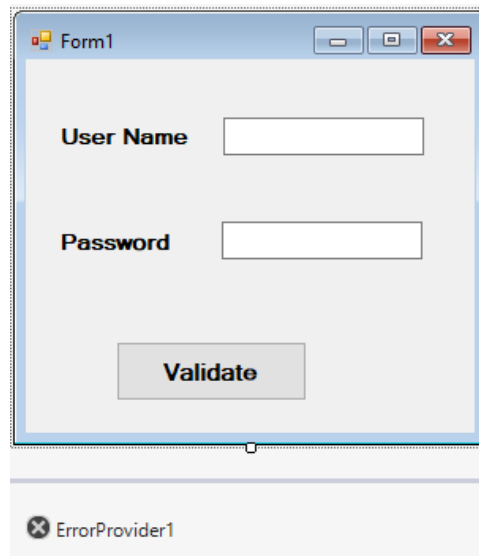 Form1
User Name
Password
Validate
ErrorProvider1